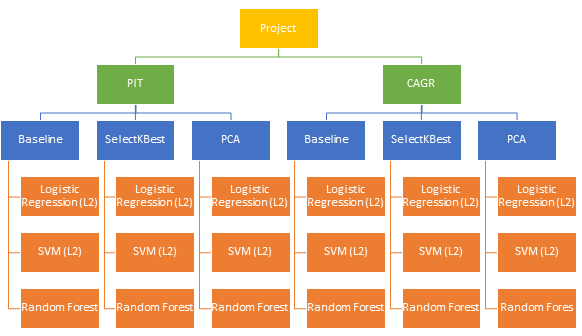 Project
PIT
CAGR
Baseline
SelectKBest
PCA
Baseline
SelectKBest
PCA
Logistic
Regression (L2)
Logistic
Regression (L2)
Logistic
Regression (L2)
Logistic
Regression (L2)
Logistic
Regression (L2)
Logistic
Regression (L2)
SVM (L2)
SVM (L2)
SVM (L2)
SVM (L2)
SVM (L2)
SVM (L2)
Random Forest
Random Forest
Random Forest
Random Forest
Random Forest
Random Fores